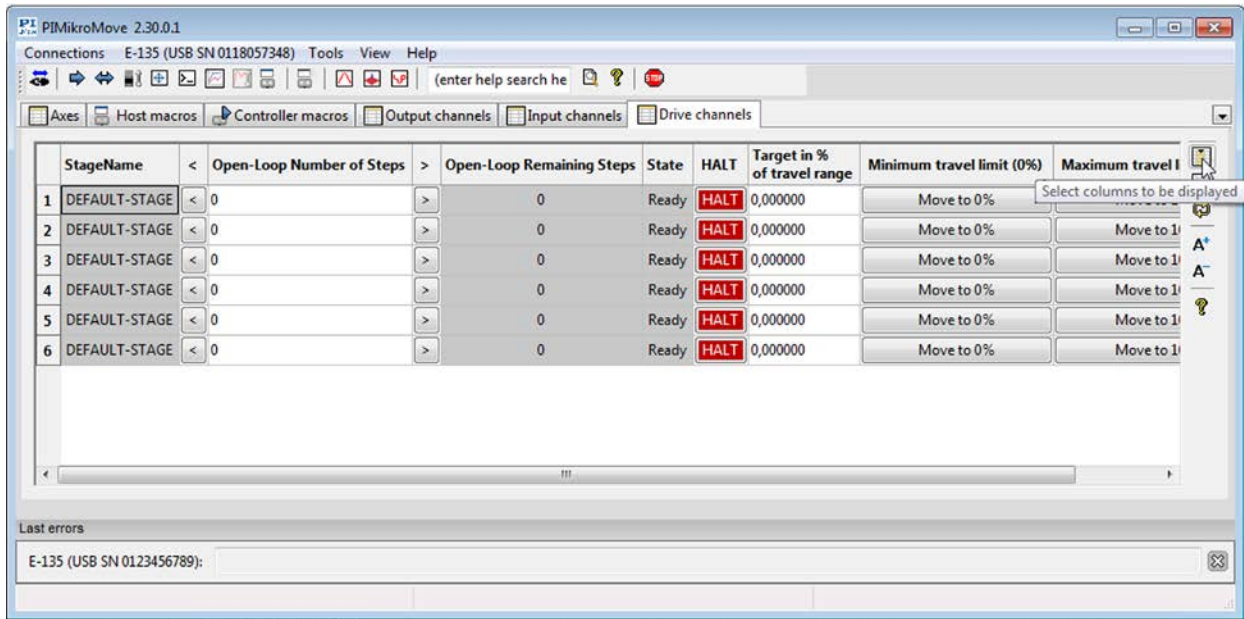 PIMikroMove 2.30.0.1
Connections E-135 (USB SN 0118057348) Tools View Help
(enter help search he
STOP
Axes Host macros Controller macros Output channels Input channels Drive channels
StageName < Open-Loop Number of Steps > Open-Loop Remaining Steps State HALT Target in % of travel range Minimum travel limit (0%) Maximum travel l
Select columns to be displayed
1 DEFAULT-STAGE < 0 > 0 Ready HALT 0,000000 Move to 0%
2 DEFAULT-STAGE < 0 > 0 Ready HALT 0,000000 Move to 0% Move to 1
3 DEFAULT-STAGE < 0 > 0 Ready HALT 0,000000 Move to 0% Move to 1
4 DEFAULT-STAGE < 0 > 0 Ready HALT 0,000000 Move to 0% Move to 1
5 DEFAULT-STAGE < 0 > 0 Ready HALT 0,000000 Move to 0% Move to 1
6 DEFAULT-STAGE < 0 > 0 Ready HALT 0,000000 Move to 0% Move to 1
A+
A-
Last errors
E-135 (USB SN 0123456789):